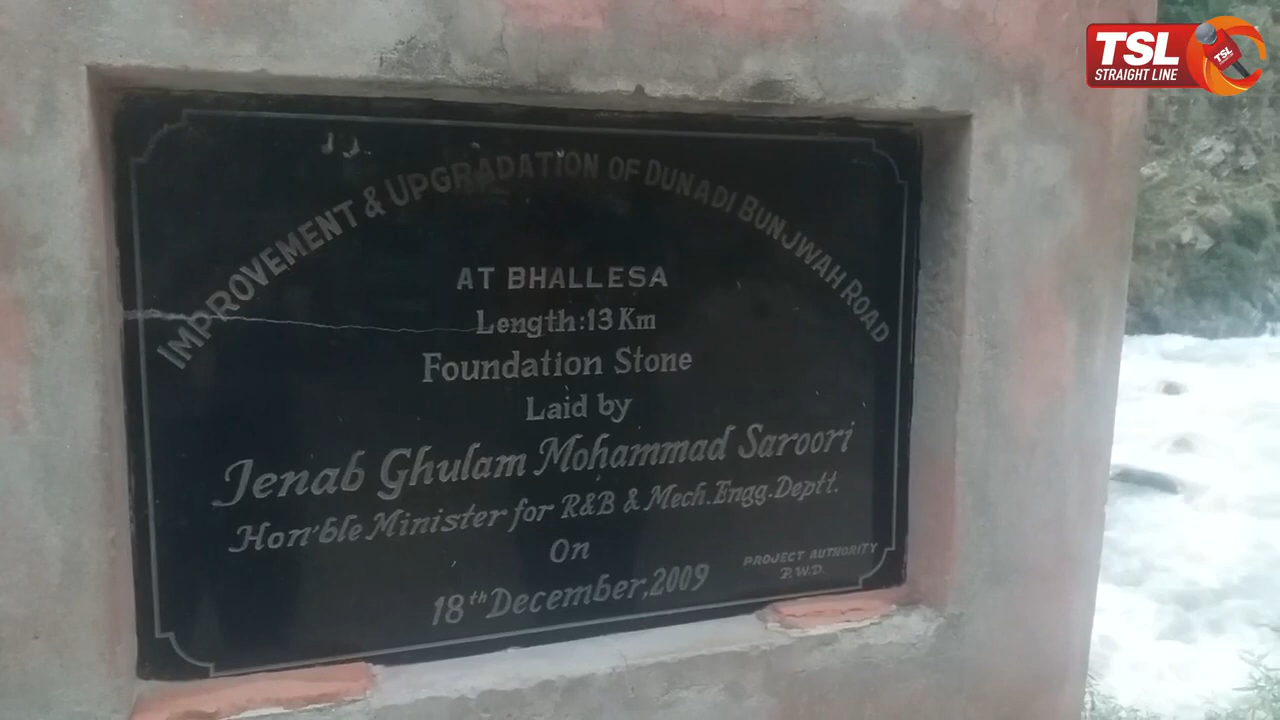 TSL
STRAIGHT LINE
TSL
IMPROVEMENT & UPGRADATION OF DUNADI BUNJWAH ROAD
AT BHALLESA
Length:13 Km
Foundation Stone
Laid by
Jenab Ghulam Mohammad Saroori
Hon'ble Minister for R&B & Mech. Engg. Deptt.
On
18th December, 2009
PROJECT AUTHORITY
P.W.D.